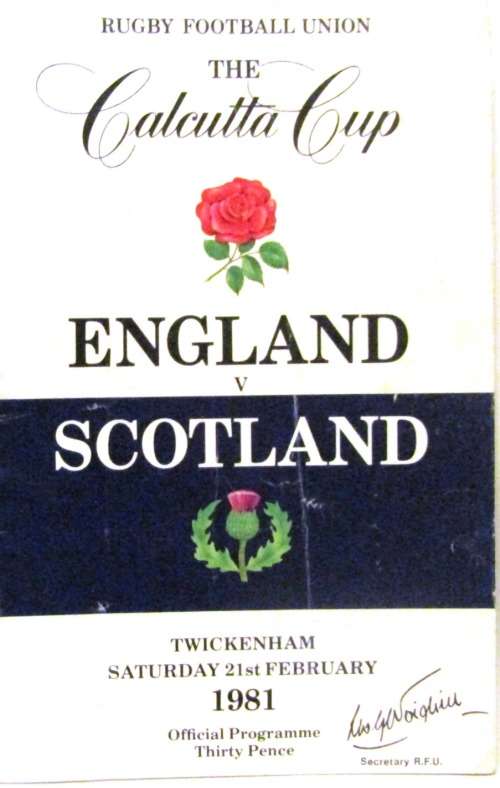 RUGBY FOOTBALL UNION
THE
Calcutta Cup
ENGLAND
v
SCOTLAND
TWICKENHAM
SATURDAY 21st FEBRUARY
1981
Official Programme
Thirty Pence
Secretary R.F.U.